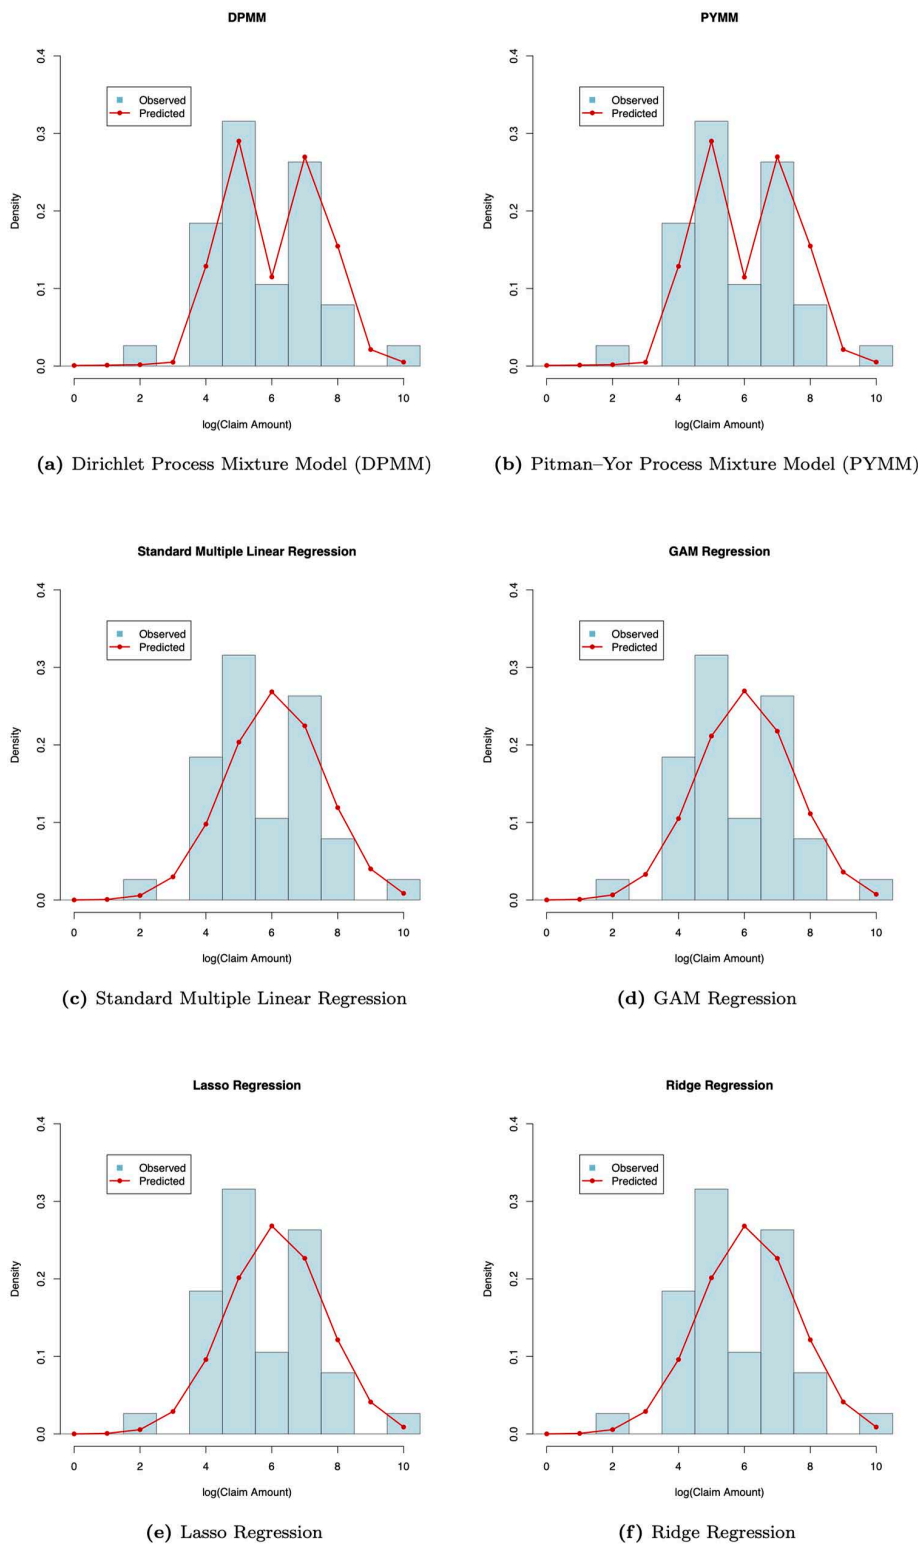 DPMM
0.4
0.3
0.2
0.1
0.0
Density
Observed
Predicted
0 2 4 6 8 10
log(Claim Amount)
(a) Dirichlet Process Mixture Model (DPMM)
PYMM
0.4
0.3
0.2
0.1
0.0
Density
Observed
Predicted
0 2 4 6 8 10
log(Claim Amount)
(b) Pitman–Yor Process Mixture Model (PYMM)
Standard Multiple Linear Regression
0.4
0.3
0.2
0.1
0.0
Density
Observed
Predicted
0 2 4 6 8 10
log(Claim Amount)
(c) Standard Multiple Linear Regression
GAM Regression
0.4
0.3
0.2
0.1
0.0
Density
Observed
Predicted
0 2 4 6 8 10
log(Claim Amount)
(d) GAM Regression
Lasso Regression
0.4
0.3
0.2
0.1
0.0
Density
Observed
Predicted
0 2 4 6 8 10
log(Claim Amount)
(e) Lasso Regression
Ridge Regression
0.4
0.3
0.2
0.1
0.0
Density
Observed
Predicted
0 2 4 6 8 10
log(Claim Amount)
(f) Ridge Regression